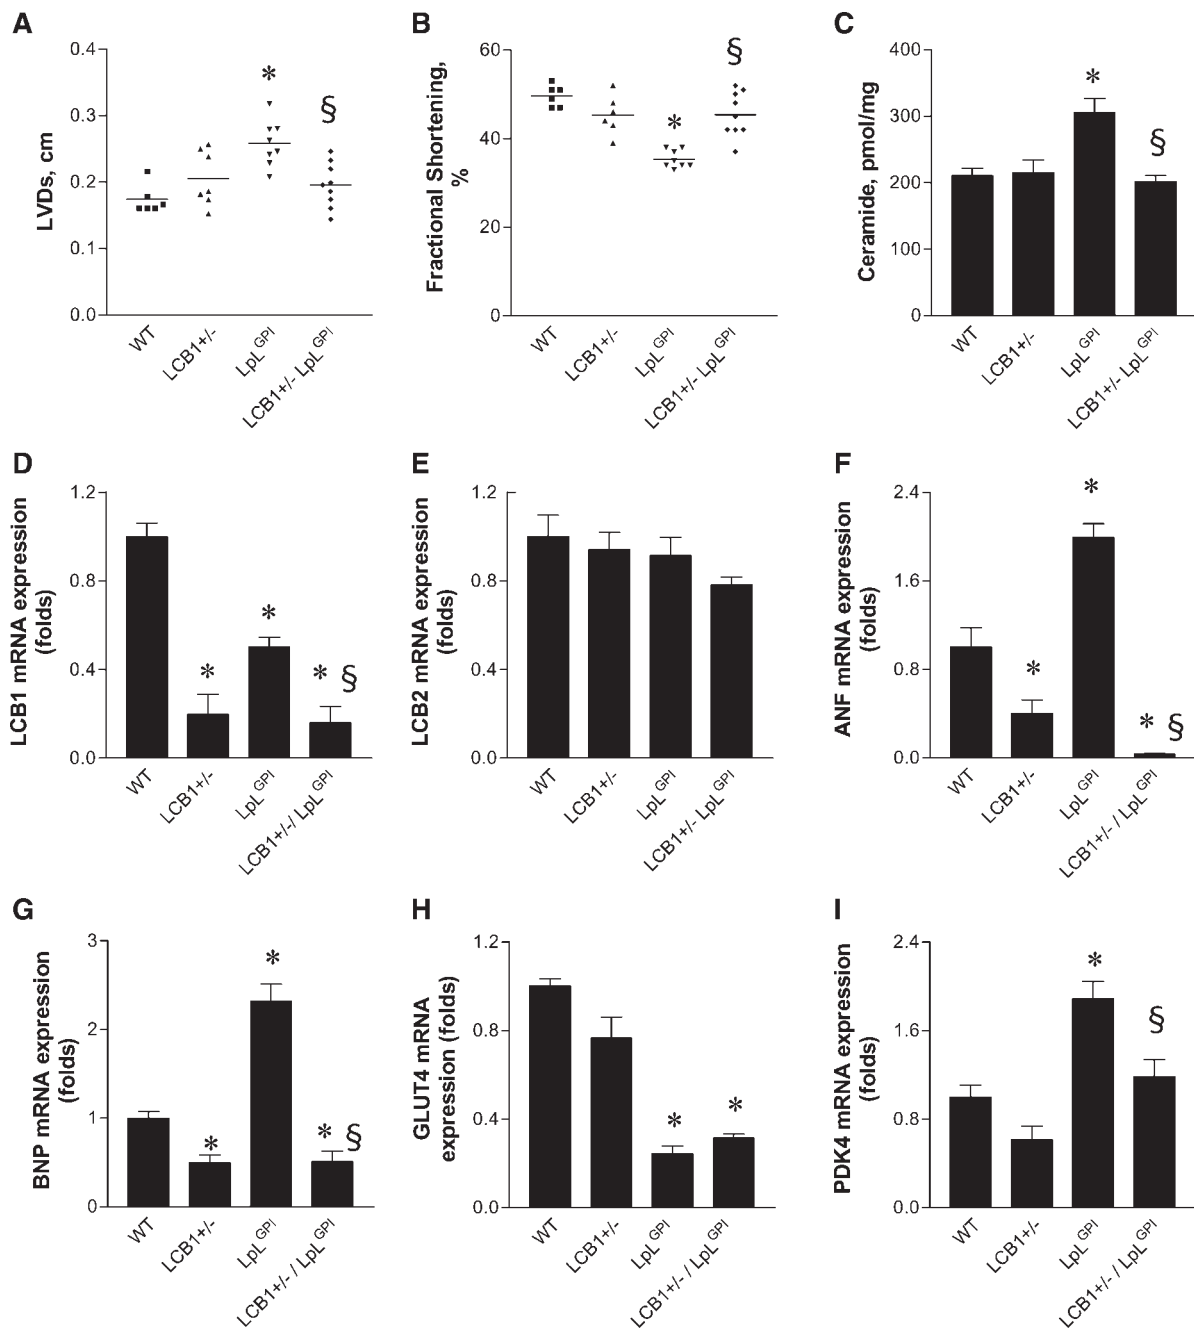 A
LVDs, cm
0.4
0.3
0.2
0.1
0.0
*
§
WT
LCB1+/-
LpL^GPI
LCB1+/- LpL^GPI
B
Fractional Shortening,
%
60
40
20
0
*
§
WT
LCB1+/-
LpL^GPI
LCB1+/- LpL^GPI
C
Ceramide, pmol/mg
400
300
200
100
0
*
§
WT
LCB1+/-
LpL^GPI
LCB1+/- LpL^GPI
D
LCB1 mRNA expression
(folds)
1.2
0.8
0.4
0.0
*
*
* §
WT
LCB1+/-
LpL^GPI
LCB1+/-/ LpL^GPI
E
LCB2 mRNA expression
(folds)
1.2
0.8
0.4
0.0
WT
LCB1+/-
LpL^GPI
LCB1+/- LpL^GPI
F
ANF mRNA expression
(folds)
2.4
1.6
0.8
0.0
*
*
* §
WT
LCB1+/-
LpL^GPI
LCB1+/- / LpL^GPI
G
BNP mRNA expression
(folds)
3
2
1
0
*
*
* §
WT
LCB1+/-
LpL^GPI
LCB1+/- / LpL^GPI
H
GLUT4 mRNA
expression (folds)
1.2
0.8
0.4
0.0
*
*
WT
LCB1+/-
LpL^GPI
LCB1+/- / LpL^GPI
I
PDK4 mRNA expression
(folds)
2.4
1.6
0.8
0.0
*
§
WT
LCB1+/-
LpL^GPI
LCB1+/- / LpL^GPI